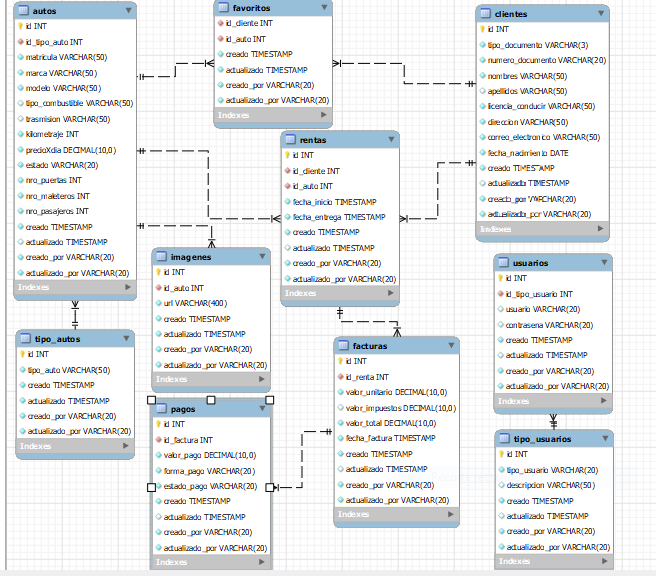 autos
id INT
id_tipo_auto INT
matricula VARCHAR(50)
marca VARCHAR(50)
modelo VARCHAR(50)
tipo_combustible VARCHAR(50)
trasmision VARCHAR(50)
kilometraje INT
precioXdia DECIMAL(10,0)
estado VARCHAR(20)
nro_puertas INT
nro_maleteros INT
nro_pasajeros INT
creado TIMESTAMP
actualizado TIMESTAMP
creado_por VARCHAR(20)
actualizado_por VARCHAR(20)
Indexes
favoritos
id_cliente INT
id_auto INT
creado TIMESTAMP
actualizado TIMESTAMP
creado_por VARCHAR(20)
actualizado_por VARCHAR(20)
Indexes
clientes
id INT
tipo_documento VARCHAR(3)
numero_documento VARCHAR(20)
nombres VARCHAR(50)
apellidos VARCHAR(50)
licencia_conducir VARCHAR(50)
direccion VARCHAR(50)
correo_electronico VARCHAR(50)
fecha_nacimiento DATE
creado TIMESTAMP
actualizado TIMESTAMP
creado_por VARCHAR(20)
actualizado_por VARCHAR(20)
Indexes
rentas
id INT
id_cliente INT
id_auto INT
fecha_inicio TIMESTAMP
fecha_entrega TIMESTAMP
creado TIMESTAMP
actualizado TIMESTAMP
creado_por VARCHAR(20)
actualizado_por VARCHAR(20)
Indexes
imagenes
id INT
id_auto INT
url VARCHAR(400)
creado TIMESTAMP
actualizado TIMESTAMP
creado_por VARCHAR(20)
actualizado_por VARCHAR(20)
Indexes
usuarios
id INT
id_tipo_usuario INT
usuario VARCHAR(20)
contrasena VARCHAR(20)
creado TIMESTAMP
actualizado TIMESTAMP
creado_por VARCHAR(20)
actualizado_por VARCHAR(20)
Indexes
tipo_autos
id INT
tipo_auto VARCHAR(50)
creado TIMESTAMP
actualizado TIMESTAMP
creado_por VARCHAR(20)
actualizado_por VARCHAR(20)
Indexes
facturas
id INT
id_renta INT
valor_unitario DECIMAL(10,0)
valor_impuestos DECIMAL(10,0)
valor_total DECIMAL(10,0)
fecha_factura TIMESTAMP
creado TIMESTAMP
actualizado TIMESTAMP
creado_por VARCHAR(20)
actualizado_por VARCHAR(20)
Indexes
pagos
id INT
id_factura INT
valor_pago DECIMAL(10,0)
forma_pago VARCHAR(20)
estado_pago VARCHAR(20)
creado TIMESTAMP
actualizado TIMESTAMP
creado_por VARCHAR(20)
actualizado_por VARCHAR(20)
Indexes
tipo_usuarios
id INT
tipo_usuario VARCHAR(20)
descripcion VARCHAR(50)
creado TIMESTAMP
actualizado TIMESTAMP
creado_por VARCHAR(20)
actualizado_por VARCHAR(20)
Indexes